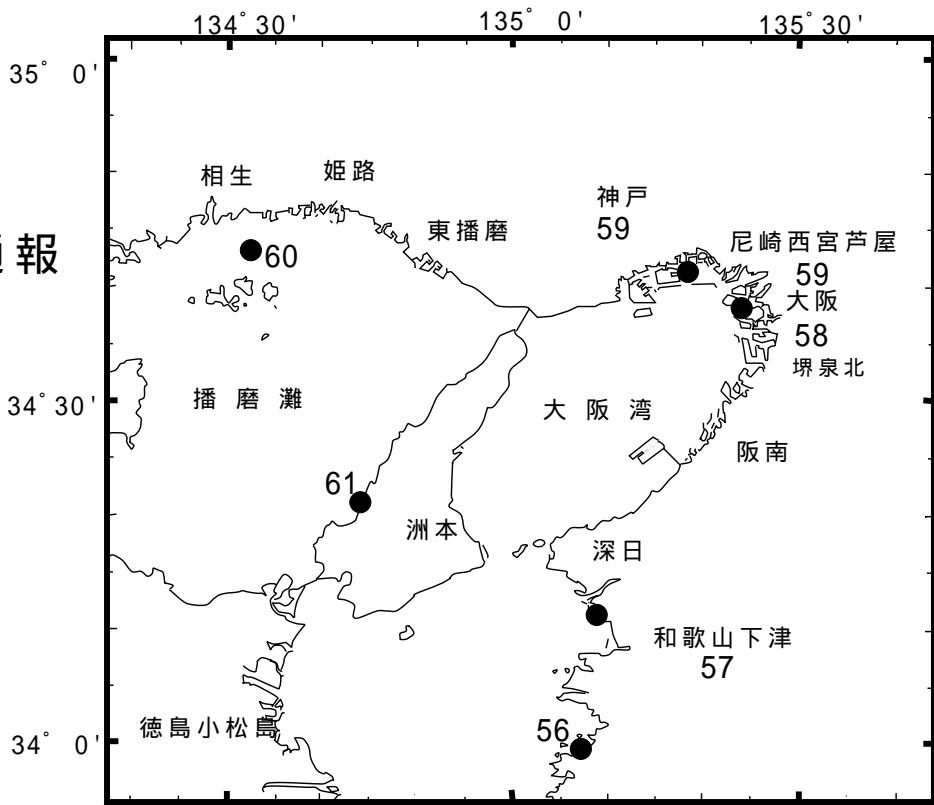 134° 30'
135° 0'
135° 30'
35° 0'
相生
姫路
神戸
59
東播磨
報
尼崎西宮芦屋
60
59
大阪
58
堺泉北
播磨灘
34° 30'
大阪湾
阪南
61
洲本
深日
和歌山下津
57
徳島小松島
56
34° 0'